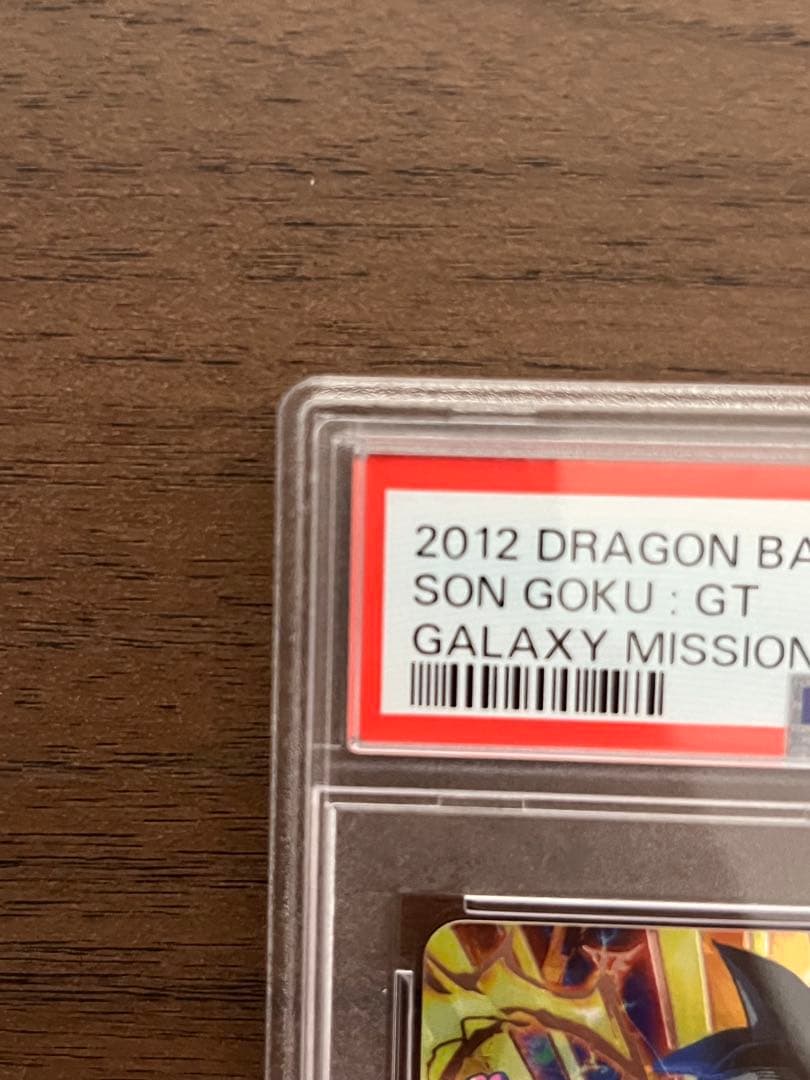 2012 DRAGON BA
SON GOKU : GT
GALAXY MISSION